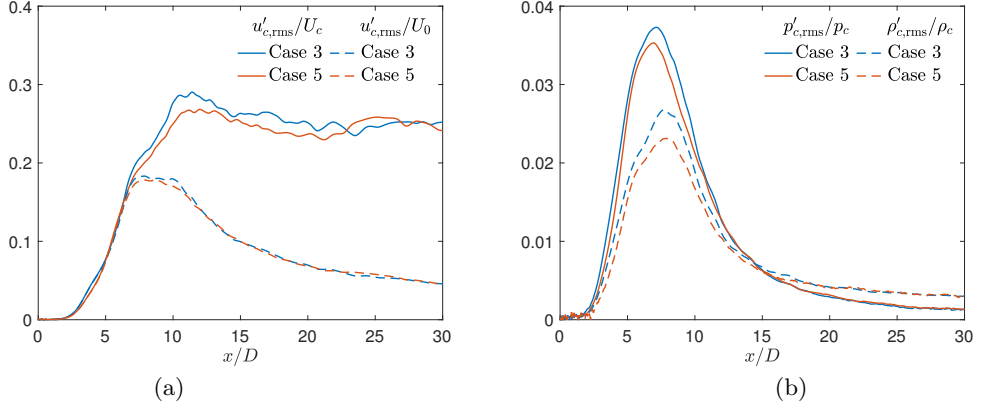 0.4
0.3
0.2
0.1
0
0 5 10 15 20 25 30
x/D
u′c,rms/Uc u′c,rms/U0
Case 3 Case 3
Case 5 Case 5
(a)
0.04
0.03
0.02
0.01
0
0 5 10 15 20 25 30
x/D
p′c,rms/pc ρ′c,rms/ρc
Case 3 Case 3
Case 5 Case 5
(b)